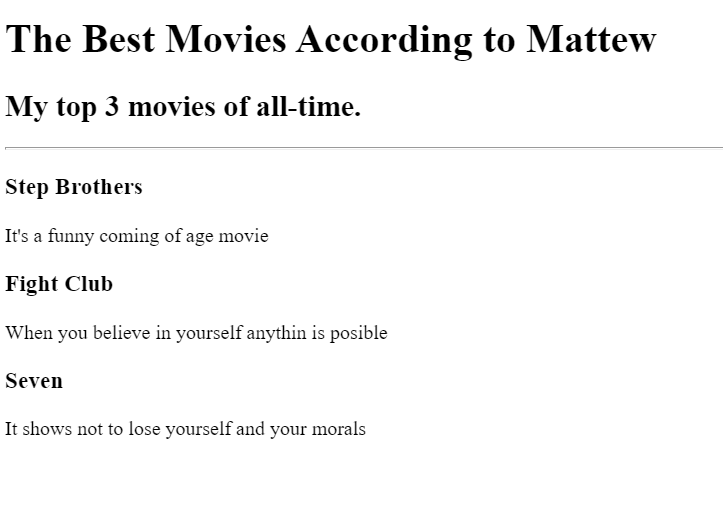 The Best Movies According to Mattew
My top 3 movies of all-time.
Step Brothers
It's a funny coming of age movie
Fight Club
When you believe in yourself anythin is posible
Seven
It shows not to lose yourself and your morals